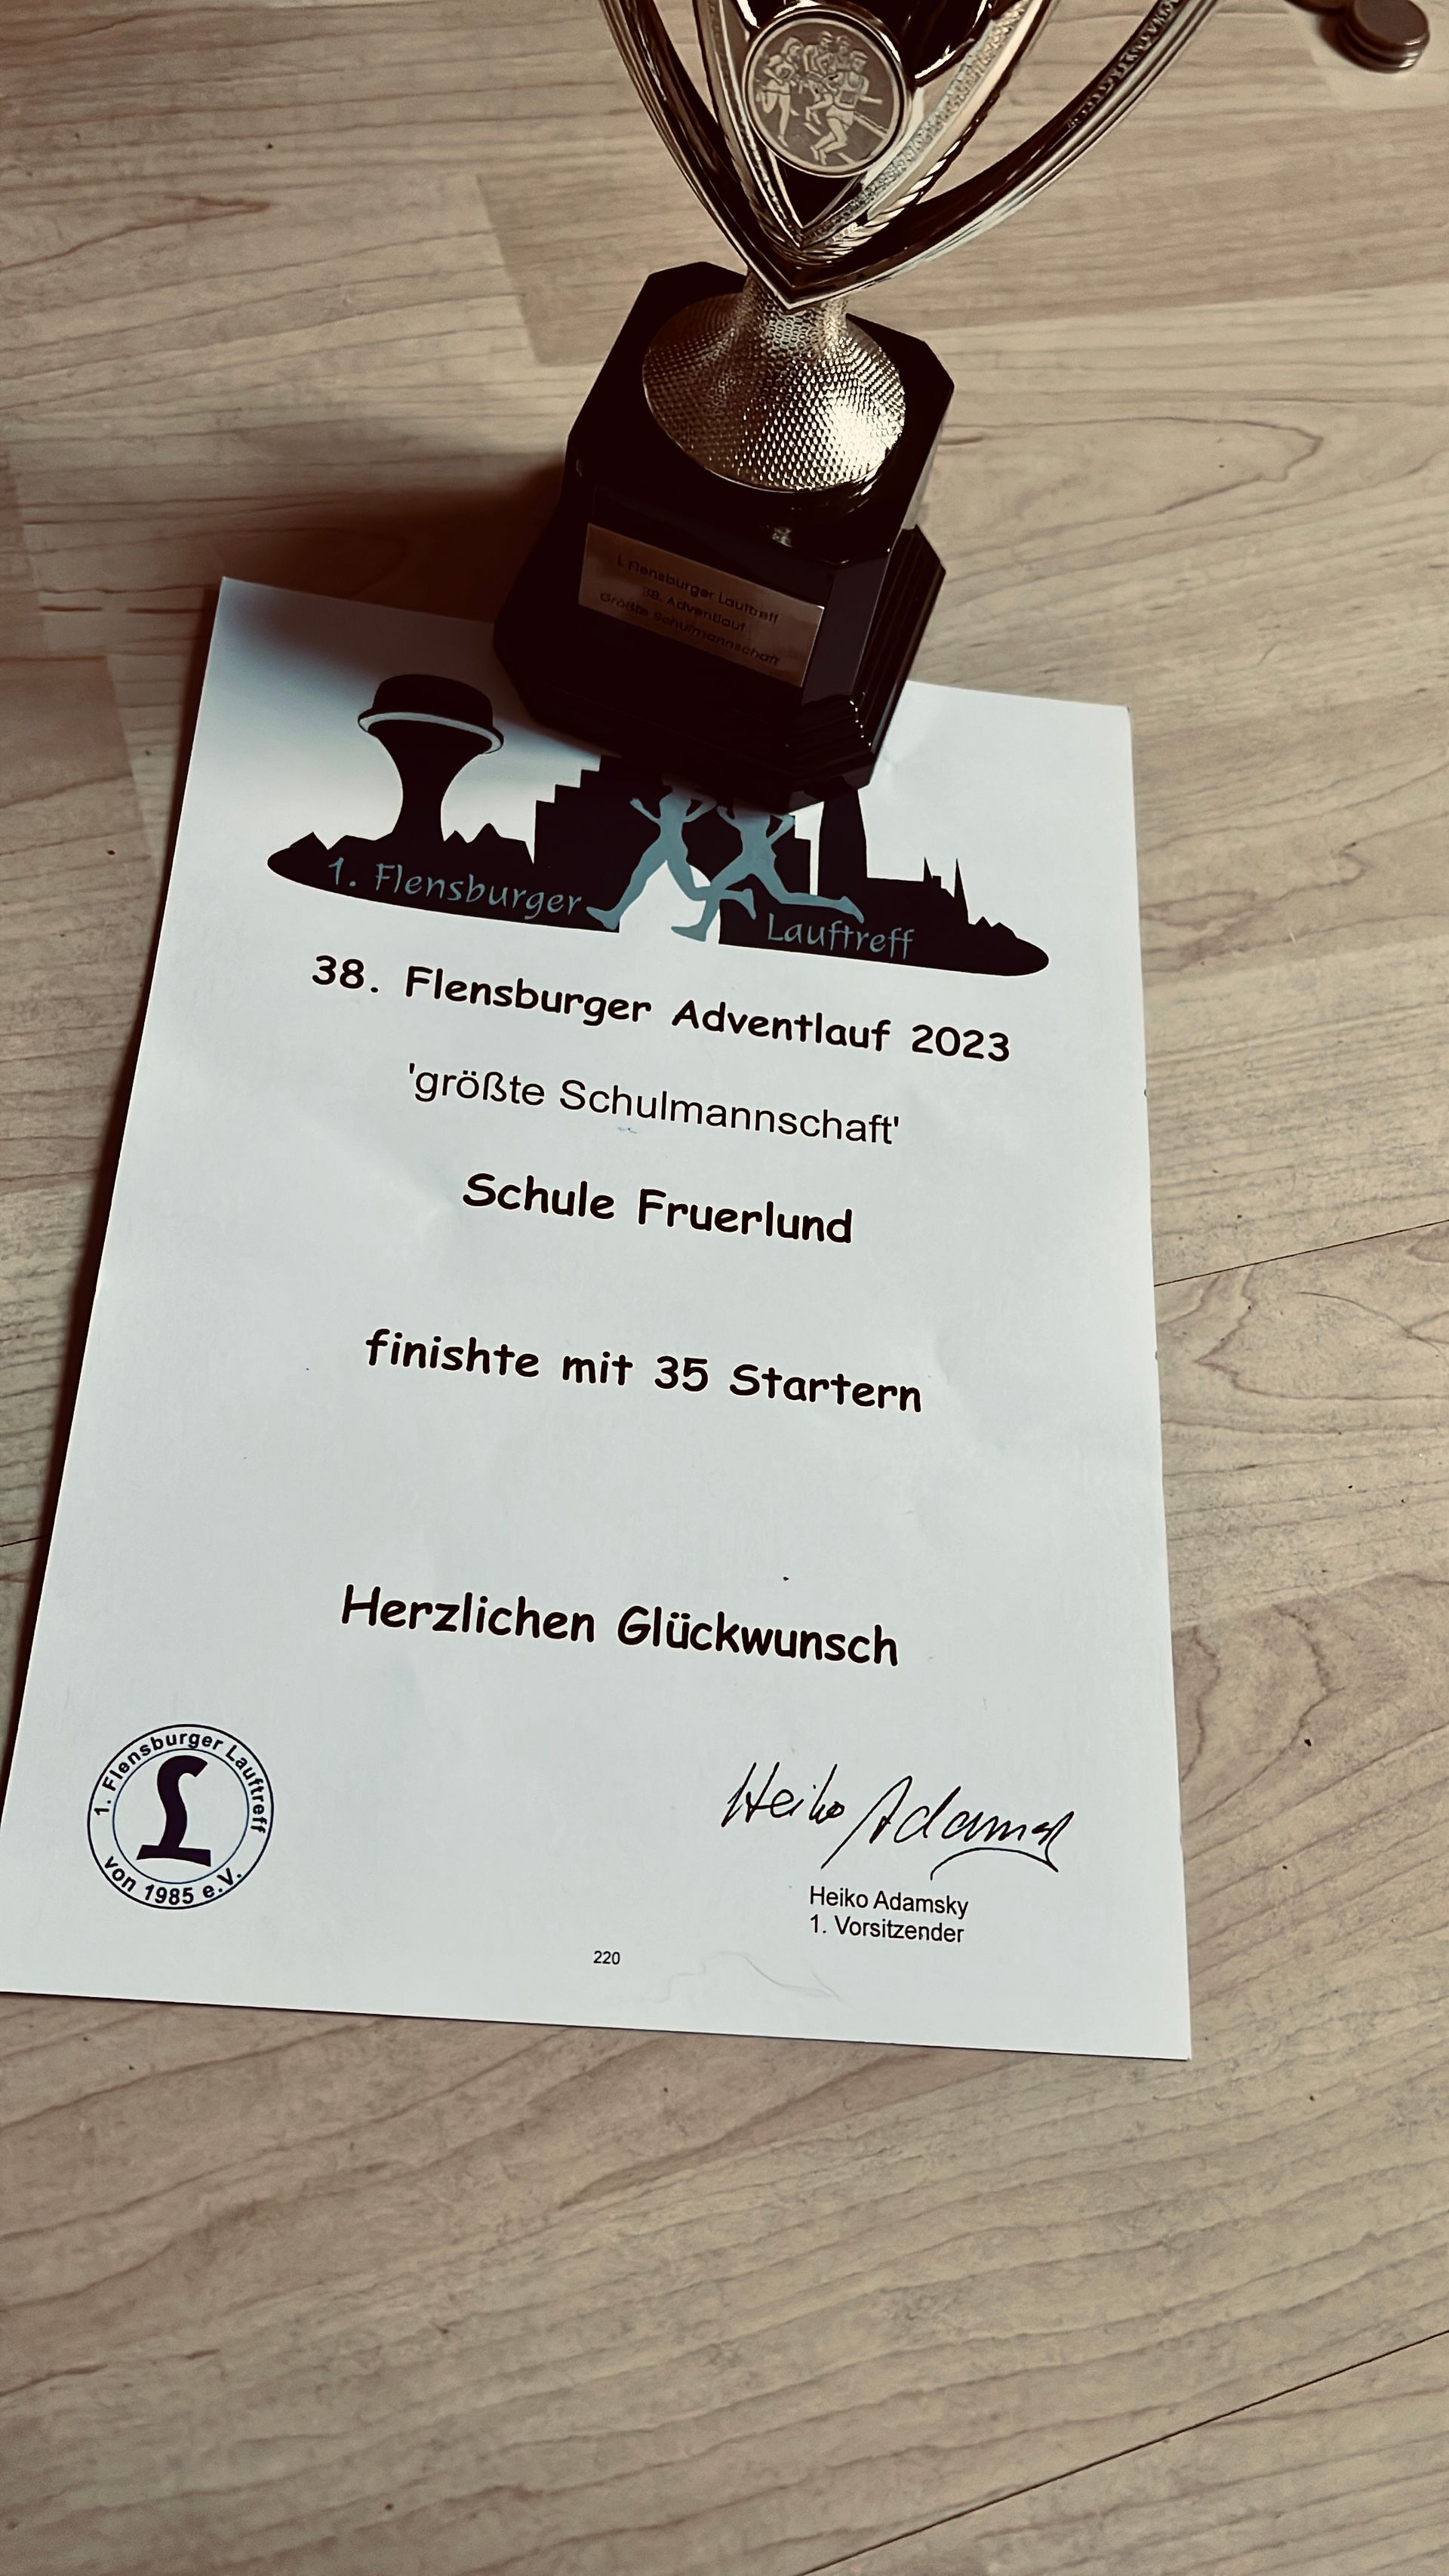 1. Flensburger Lauftreff
38. Adventlauf
Größte Schulmannschaft
1. Flensburger Lauftreff
38. Flensburger Adventlauf 2023
'größte Schulmannschaft'
Schule Fruerlund
finishte mit 35 Startern
Herzlichen Glückwunsch
1. Flensburger Lauftreff
L
von 1985 e.V.
Heiko Adamsky
Heiko Adamsky
1. Vorsitzender
220